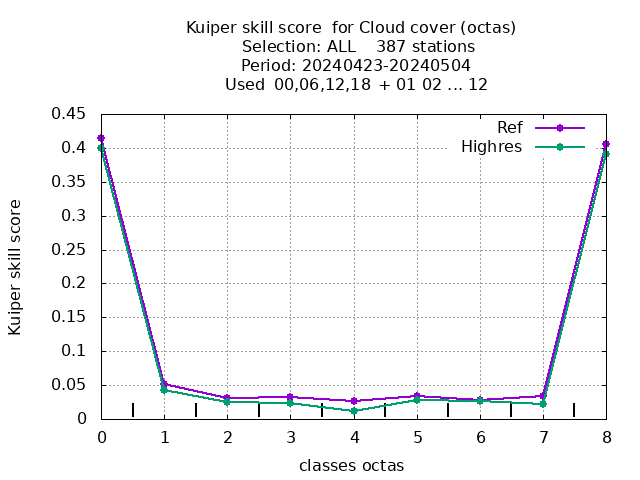 Kuiper skill score  for Cloud cover (octas)
Selection: ALL    387 stations
Period: 20240423-20240504
Used  00,06,12,18  + 01 02 ... 12
Ref
Highres
Kuiper skill score
0.45
0.4
0.35
0.3
0.25
0.2
0.15
0.1
0.05
0
0 1 2 3 4 5 6 7 8
classes octas